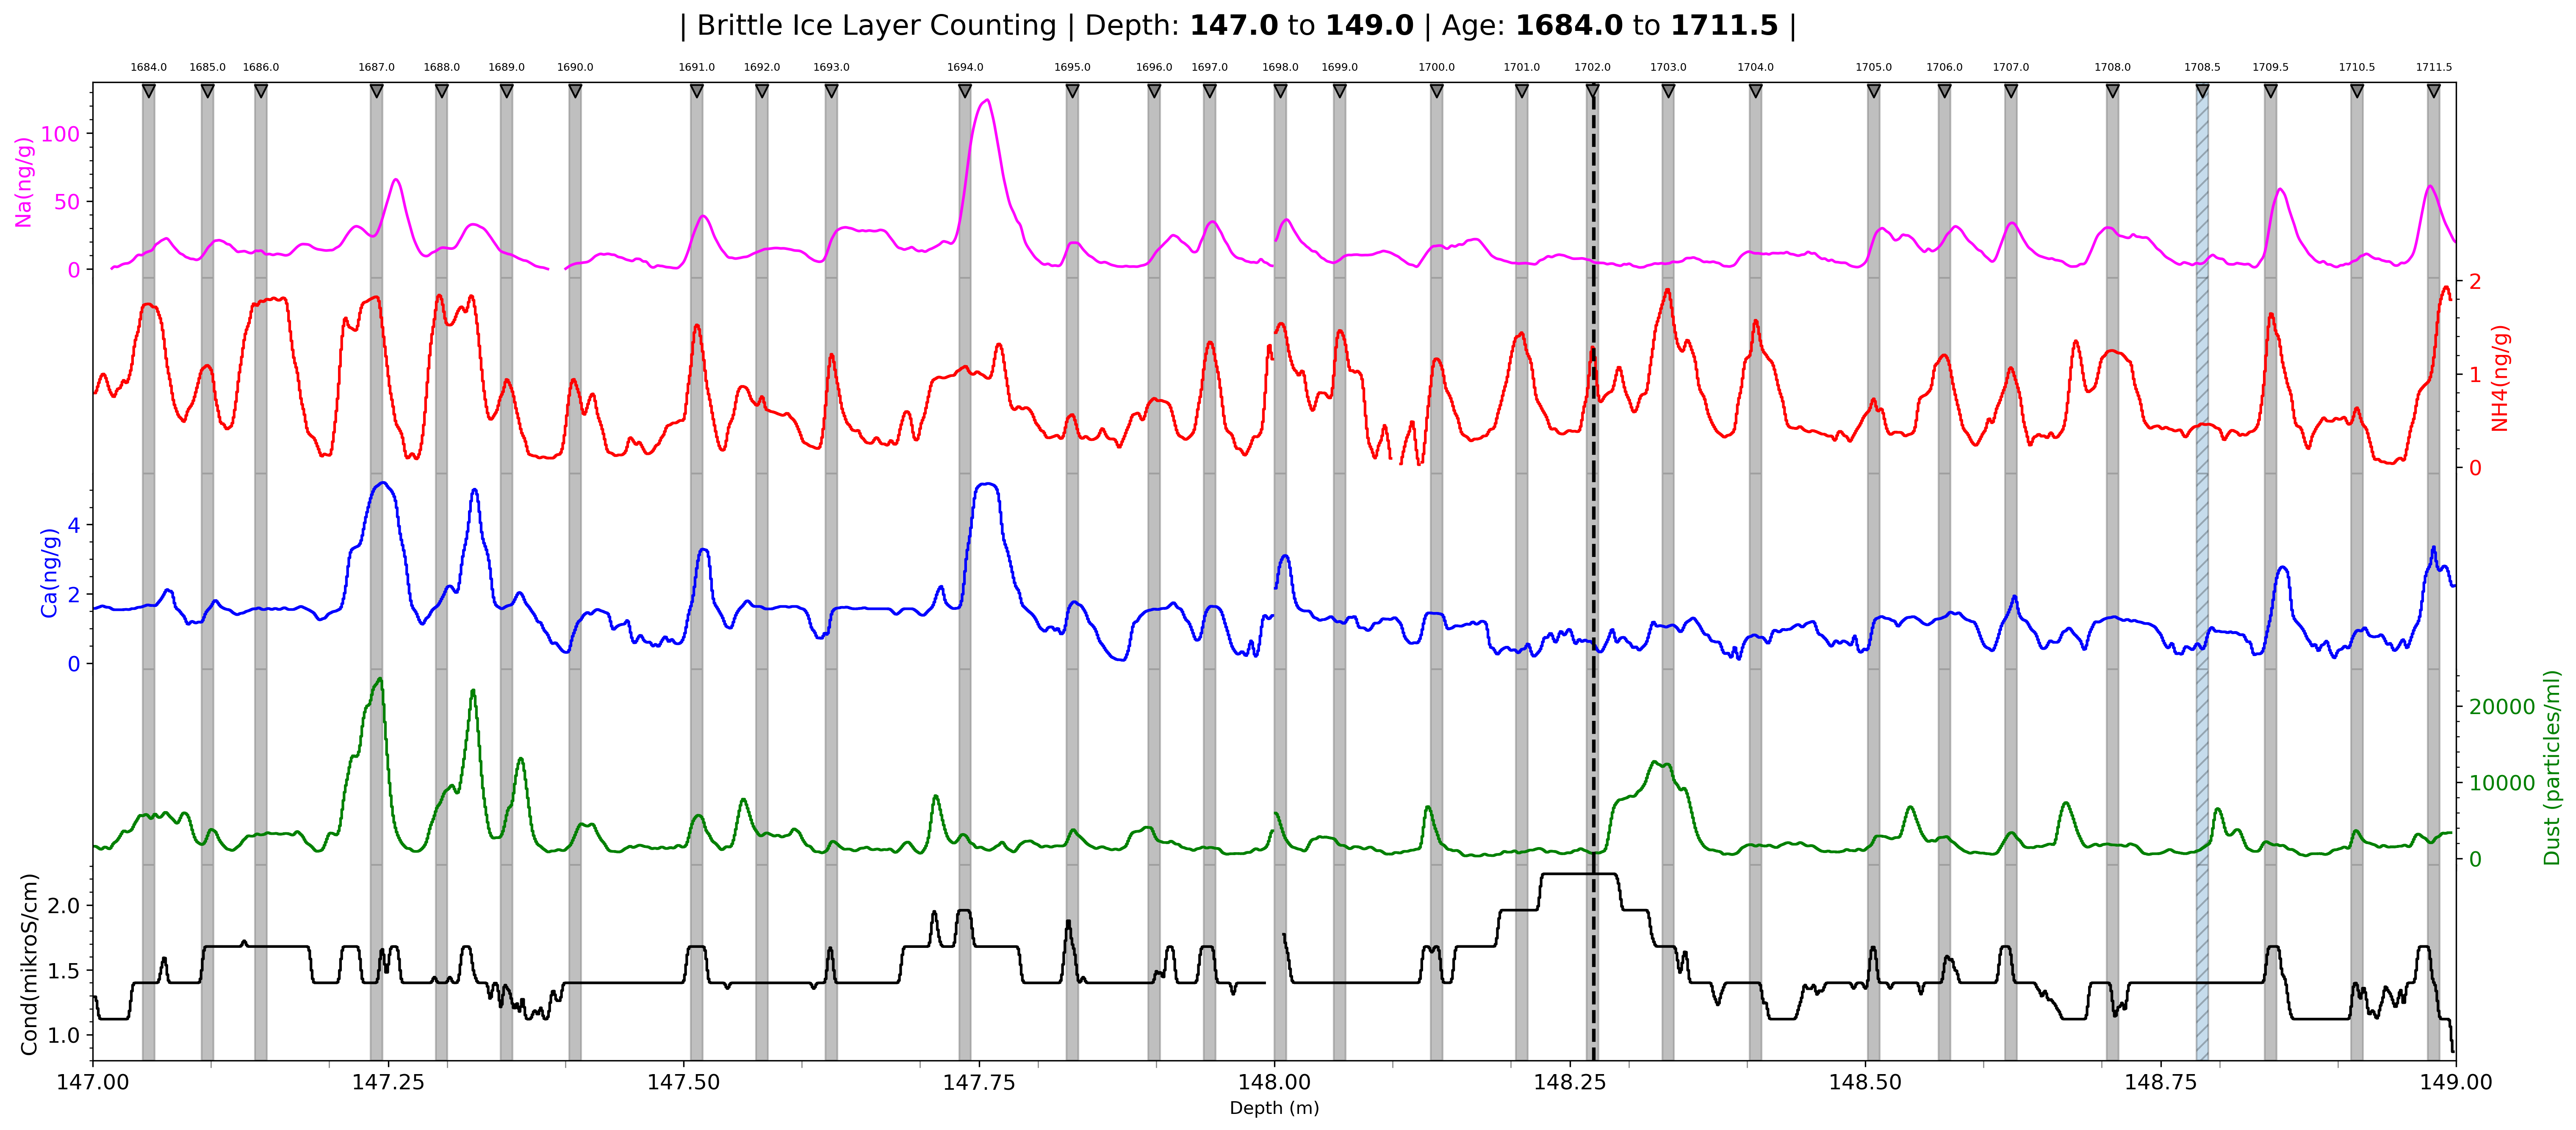 | Brittle Ice Layer Counting | Depth: 147.0 to 149.0 | Age: 1684.0 to 1711.5 |
1684.0 1685.0 1686.0 1687.0 1688.0 1689.0 1690.0 1691.0 1692.0 1693.0 1694.0 1695.0 1696.0 1697.0 1698.0 1699.0 1700.0 1701.0 1702.0 1703.0 1704.0 1705.0 1706.0 1707.0 1708.0 1708.5 1709.5 1710.5 1711.5
Na(ng/g)
100
50
0
NH4(ng/g)
2
1
0
Ca(ng/g)
4
2
0
Dust (particles/ml)
20000
10000
0
Cond(mikroS/cm)
2.0
1.5
1.0
147.00 147.25 147.50 147.75 148.00 148.25 148.50 148.75 149.00
Depth (m)